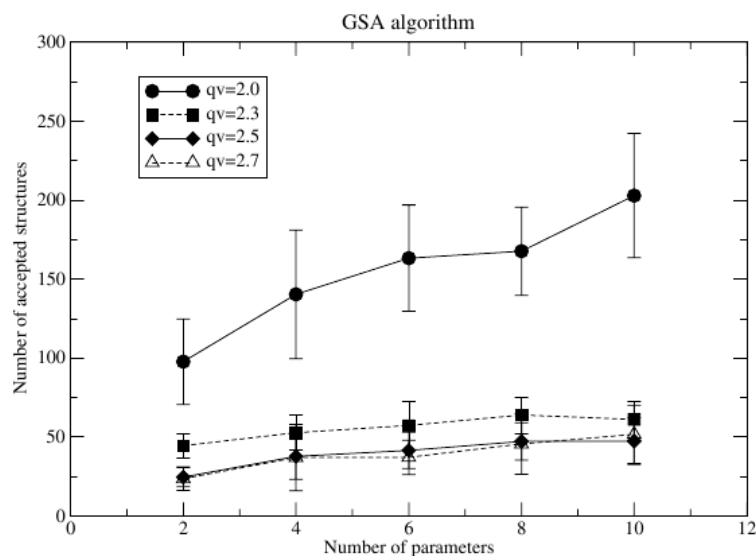 GSA algorithm
300
250
200
150
100
50
0
Number of accepted structures
qv=2.0
qv=2.3
qv=2.5
qv=2.7
0 2 4 6 8 10 12
Number of parameters